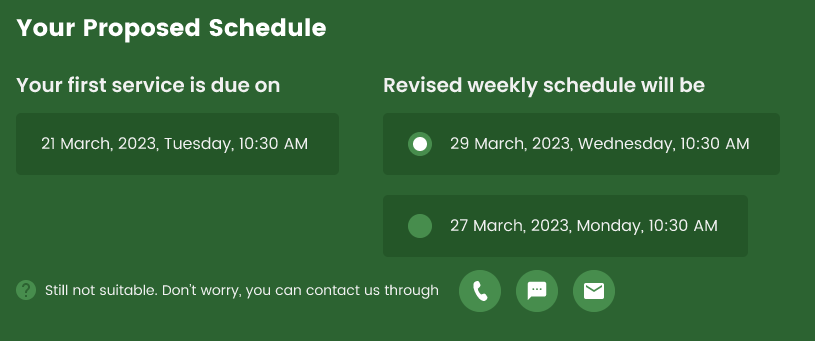 Your Proposed Schedule
Your first service is due on
21 March, 2023, Tuesday, 10:30 AM
Revised weekly schedule will be
29 March, 2023, Wednesday, 10:30 AM
27 March, 2023, Monday, 10:30 AM
? Still not suitable. Don't worry, you can contact us through